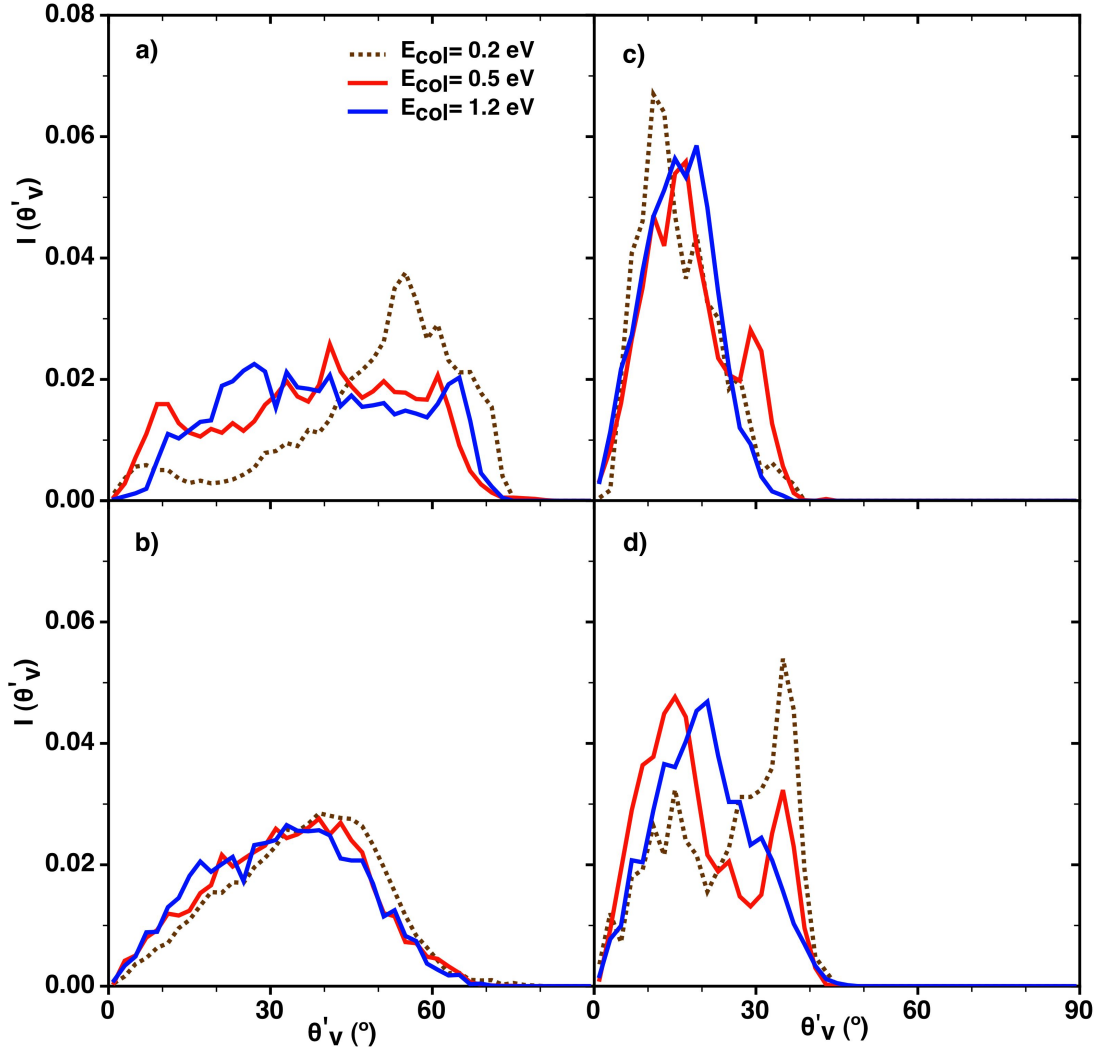 0.08
a)
c)
E_col= 0.2 eV
E_col= 0.5 eV
E_col= 1.2 eV
0.06
I (θ'_v)
0.04
0.02
0.00
b)
d)
0.06
I (θ'_v)
0.04
0.02
0.00
0
30
60
0
30
60
90
θ'_v (º)
θ'_v (º)